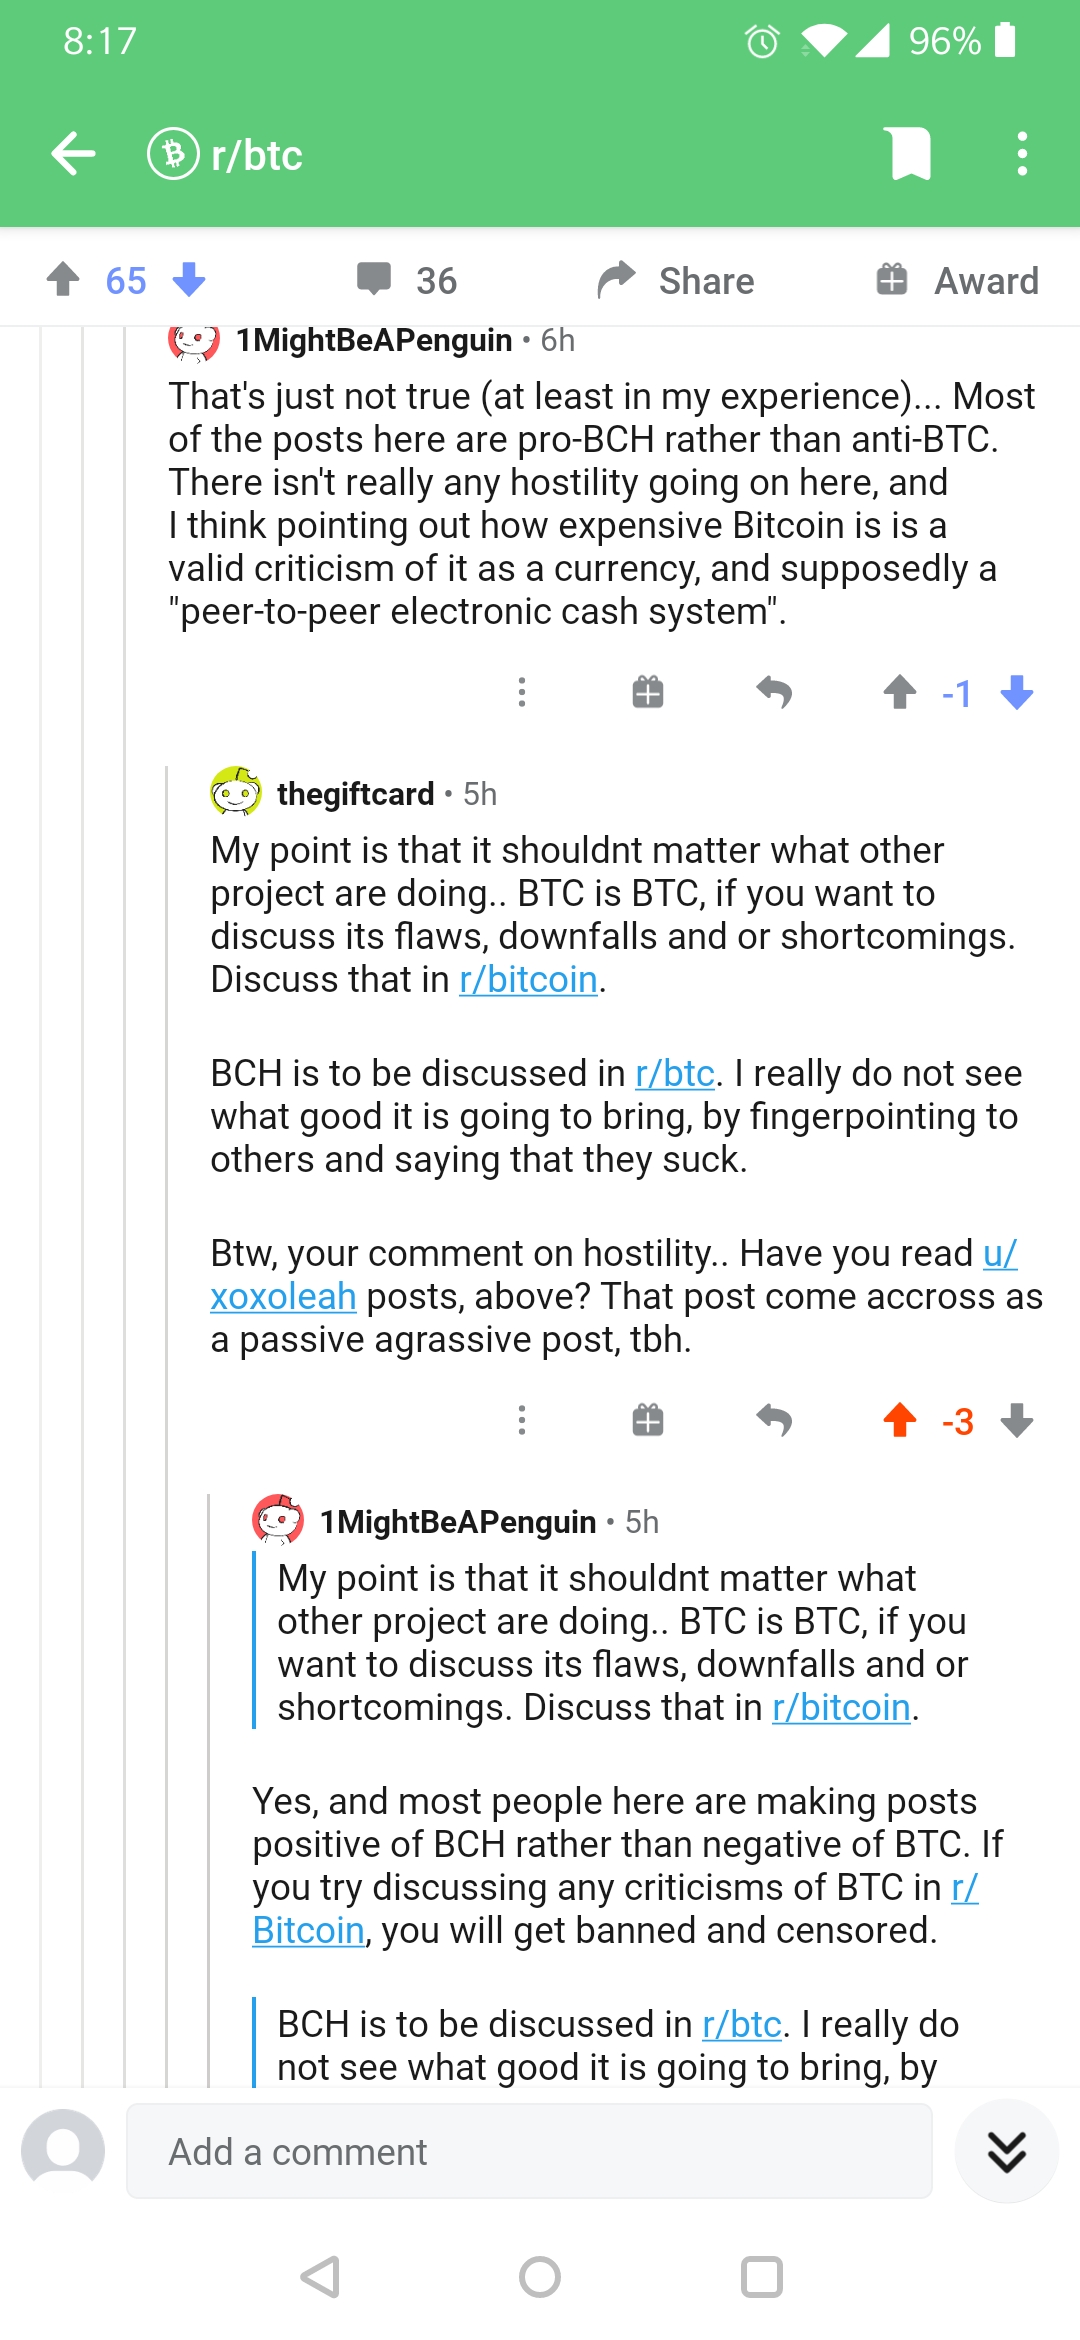 8:17
96%
r/btc
65
36
Share
Award
1MightBeAPenguin • 6h
That's just not true (at least in my experience)... Most
of the posts here are pro-BCH rather than anti-BTC.
There isn't really any hostility going on here, and
I think pointing out how expensive Bitcoin is is a
valid criticism of it as a currency, and supposedly a
"peer-to-peer electronic cash system".
-1
thegiftcard • 5h
My point is that it shouldnt matter what other
project are doing.. BTC is BTC, if you want to
discuss its flaws, downfalls and or shortcomings.
Discuss that in r/bitcoin.
BCH is to be discussed in r/btc. I really do not see
what good it is going to bring, by fingerpointing to
others and saying that they suck.
Btw, your comment on hostility.. Have you read u/
xoxoleah posts, above? That post come accross as
a passive agrassive post, tbh.
-3
1MightBeAPenguin • 5h
My point is that it shouldnt matter what
other project are doing.. BTC is BTC, if you
want to discuss its flaws, downfalls and or
shortcomings. Discuss that in r/bitcoin.
Yes, and most people here are making posts
positive of BCH rather than negative of BTC. If
you try discussing any criticisms of BTC in r/
Bitcoin, you will get banned and censored.
BCH is to be discussed in r/btc. I really do
not see what good it is going to bring, by
Add a comment